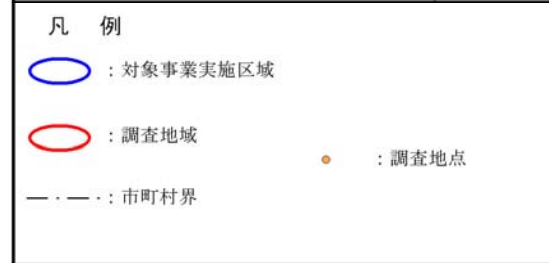 凡 例
：対象事業実施区域
：調査地域
：調査地点
：市町村界